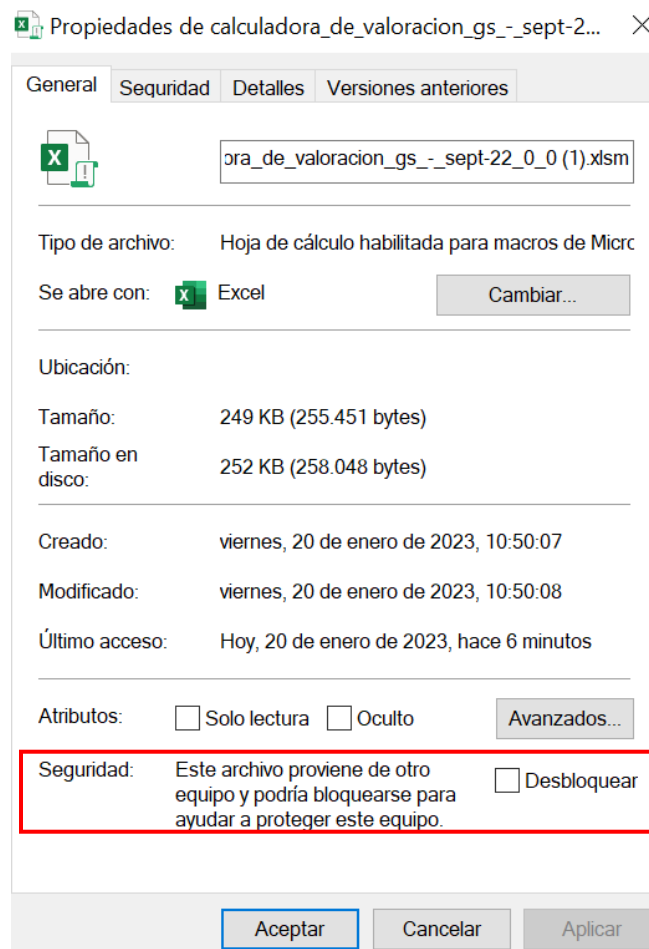 Propiedades de calculadora_de_valoracion_gs_-_sept-2...
General Seguridad Detalles Versiones anteriores
ora_de_valoracion_gs_-_sept-22_0_0 (1).xlsm
Tipo de archivo: Hoja de cálculo habilitada para macros de Micro
Se abre con: Excel Cambiar...
Ubicación:
Tamaño: 249 KB (255.451 bytes)
Tamaño en
disco: 252 KB (258.048 bytes)
Creado: viernes, 20 de enero de 2023, 10:50:07
Modificado: viernes, 20 de enero de 2023, 10:50:08
Último acceso: Hoy, 20 de enero de 2023, hace 6 minutos
Atributos: Solo lectura Oculto Avanzados...
Seguridad: Este archivo proviene de otro
equipo y podría bloquearse para
ayudar a proteger este equipo.
Desbloquear
Aceptar Cancelar Aplicar